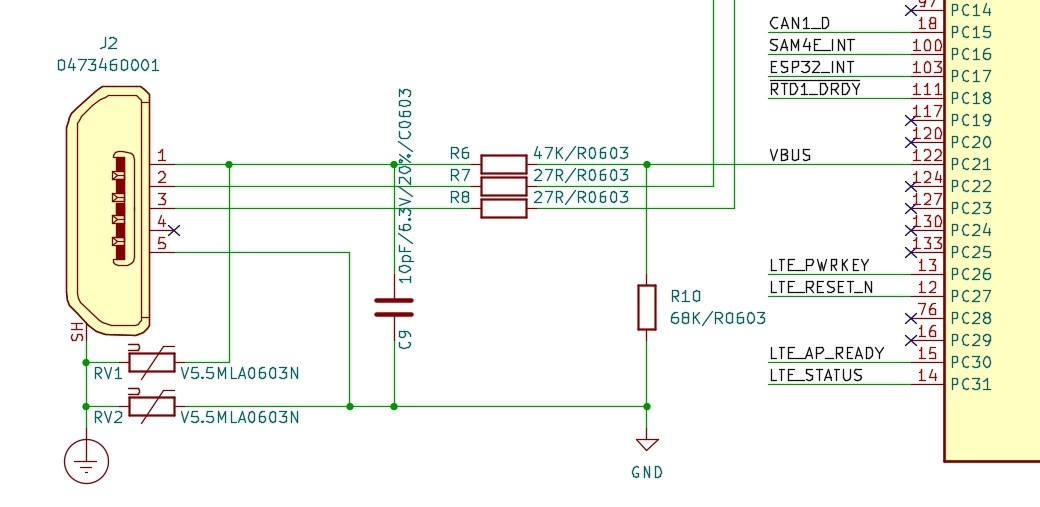 J2
0473460001
1
2
3
4
5
SH
10pF/6.3V/20%/C0603
C9
R6 47K/R0603
R7 27R/R0603
R8 27R/R0603
R10
68K/R0603
GND
RV1 V5.5MLA0603N
RV2 V5.5MLA0603N
97 PC14
CAN1_D 18 PC15
SAM4E_INT 100 PC16
ESP32_INT 103 PC17
RTD1_DRDY 111 PC18
117 PC19
120 PC20
VBUS 122 PC21
124 PC22
127 PC23
130 PC24
133 PC25
LTE_PWRKEY 13 PC26
LTE_RESET_N 12 PC27
76 PC28
16 PC29
LTE_AP_READY 15 PC30
LTE_STATUS 14 PC31